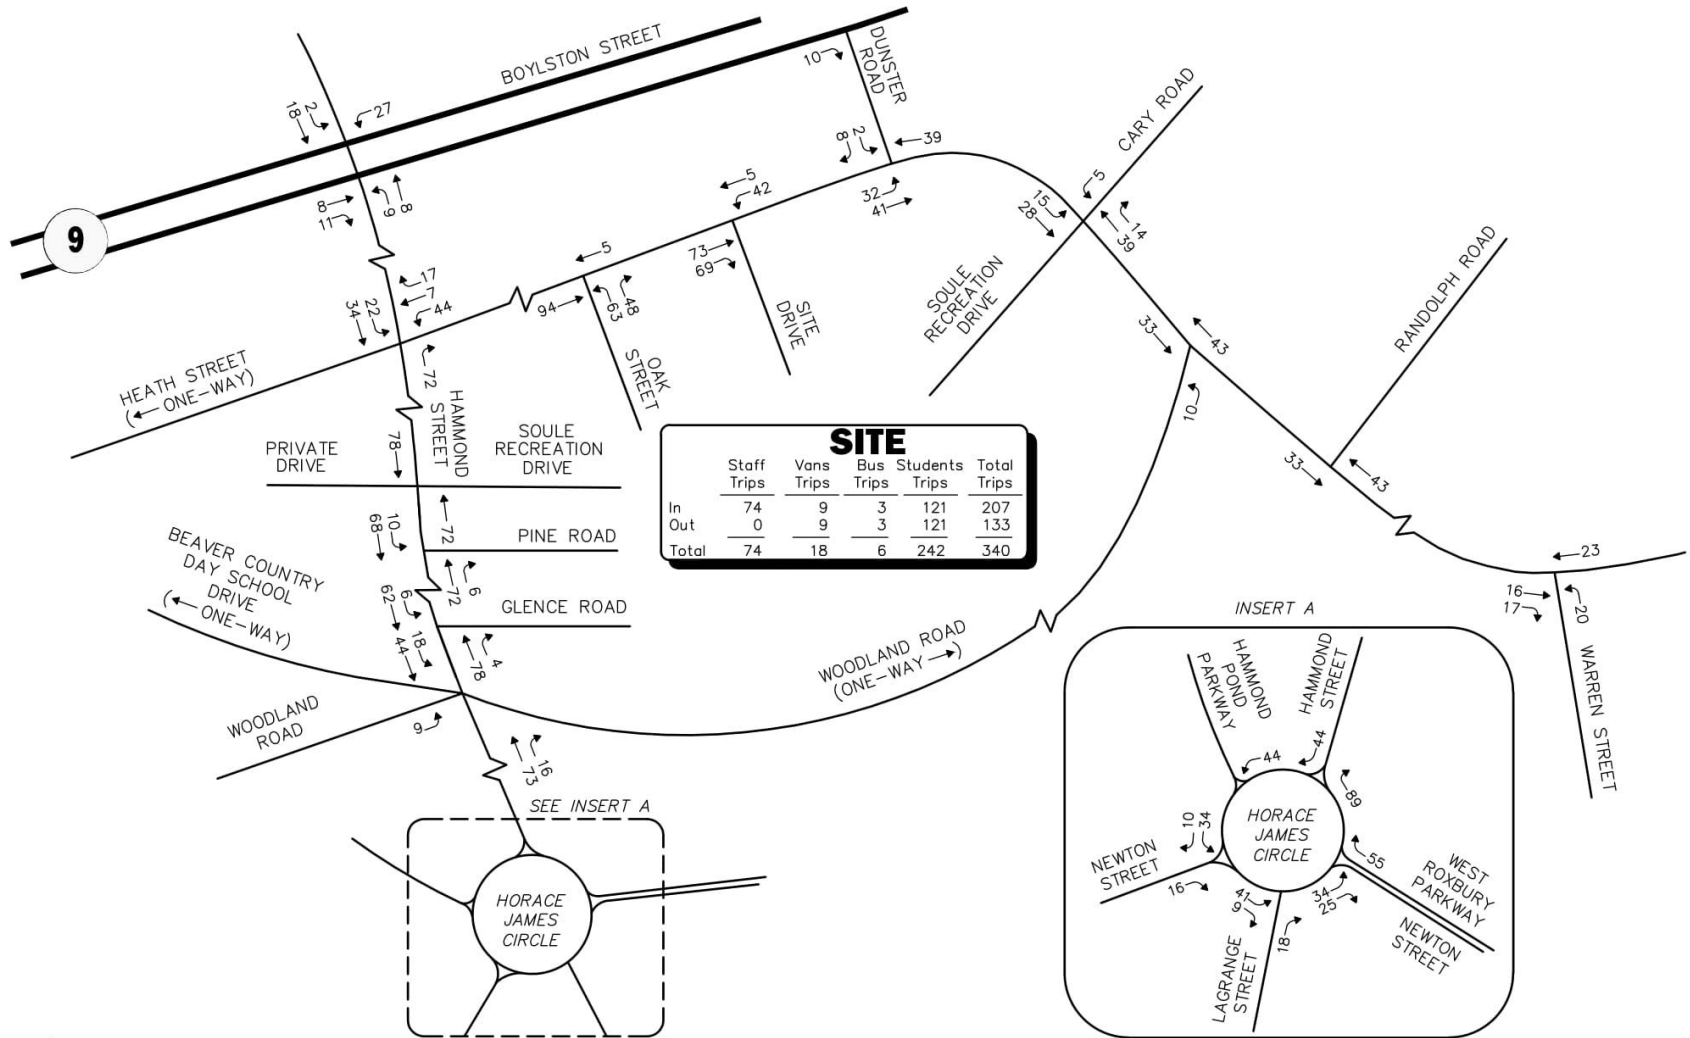 BOYLSTON STREET
DUNSTER
ROAD
10
18
2
27
9
8
11
9
8
8
2
39
32
41
CARY ROAD
5
15
28
14
39
5
42
73
69
SITE
DRIVE
SOULE
RECREATION
DRIVE
RANDOLPH ROAD
17
7
44
22
34
5
94
48
63
OAK
STREET
33
43
HEATH STREET
(← ONE-WAY)
72
HAMMOND
STREET
10
33
43
PRIVATE
DRIVE
78
SOULE
RECREATION
DRIVE
SITE
Staff Vans Bus Students Total
Trips Trips Trips Trips Trips
In 74 9 3 121 207
Out 0 9 3 121 133
Total 74 18 6 242 340
72
PINE ROAD
10
68
BEAVER COUNTRY
DAY SCHOOL
DRIVE
(← ONE-WAY)
6
72
GLENCE ROAD
6
62
18
44
4
78
WOODLAND ROAD
(ONE-WAY →)
WOODLAND
ROAD
9
16
73
23
16
17
20
WARREN STREET
SEE INSERT A
HORACE
JAMES
CIRCLE
INSERT A
HAMMOND
POND
PARKWAY
HAMMOND
STREET
44
44
89
HORACE
JAMES
CIRCLE
10
34
NEWTON
STREET
16
55
WEST
ROXBURY
PARKWAY
NEWTON
STREET
41
9
34
25
18
LAGRANGE
STREET